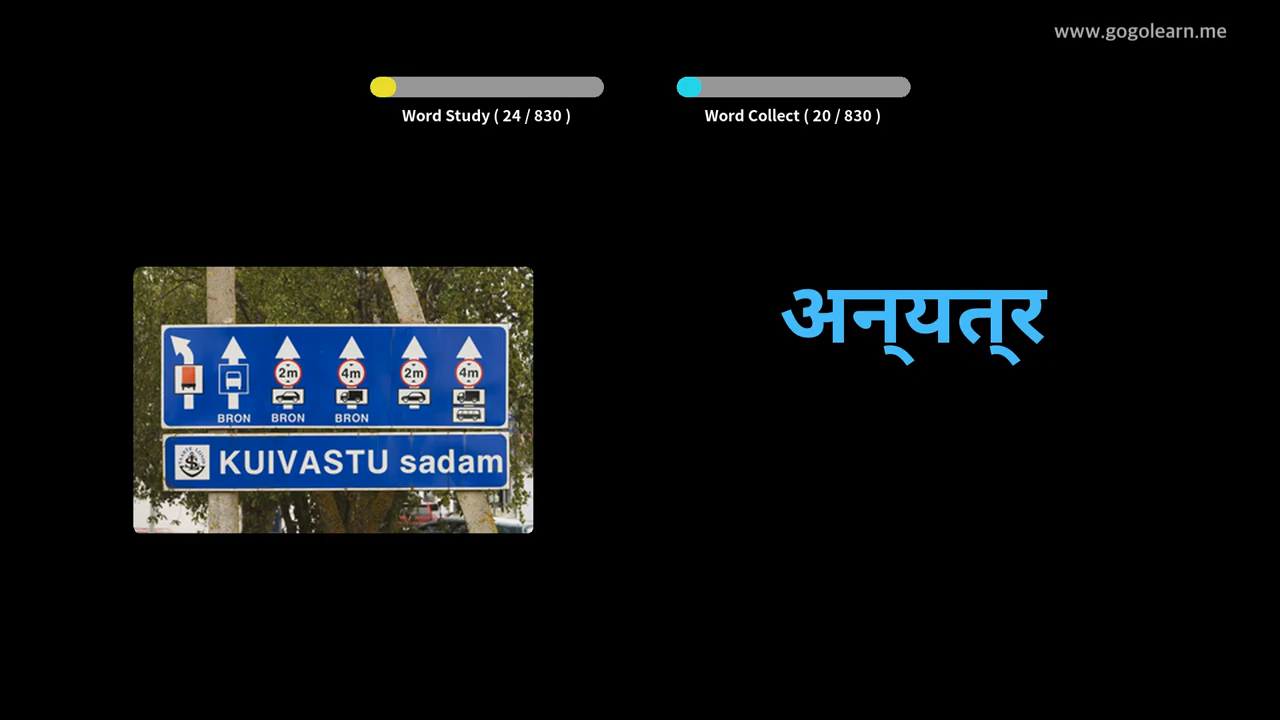 www.gogolearn.me
Word Study ( 24 / 830 )
Word Collect ( 20 / 830 )
अन्‌यत्‌र
2m 4m 2m 4m
BRON BRON BRON
KUIVASTU sadam